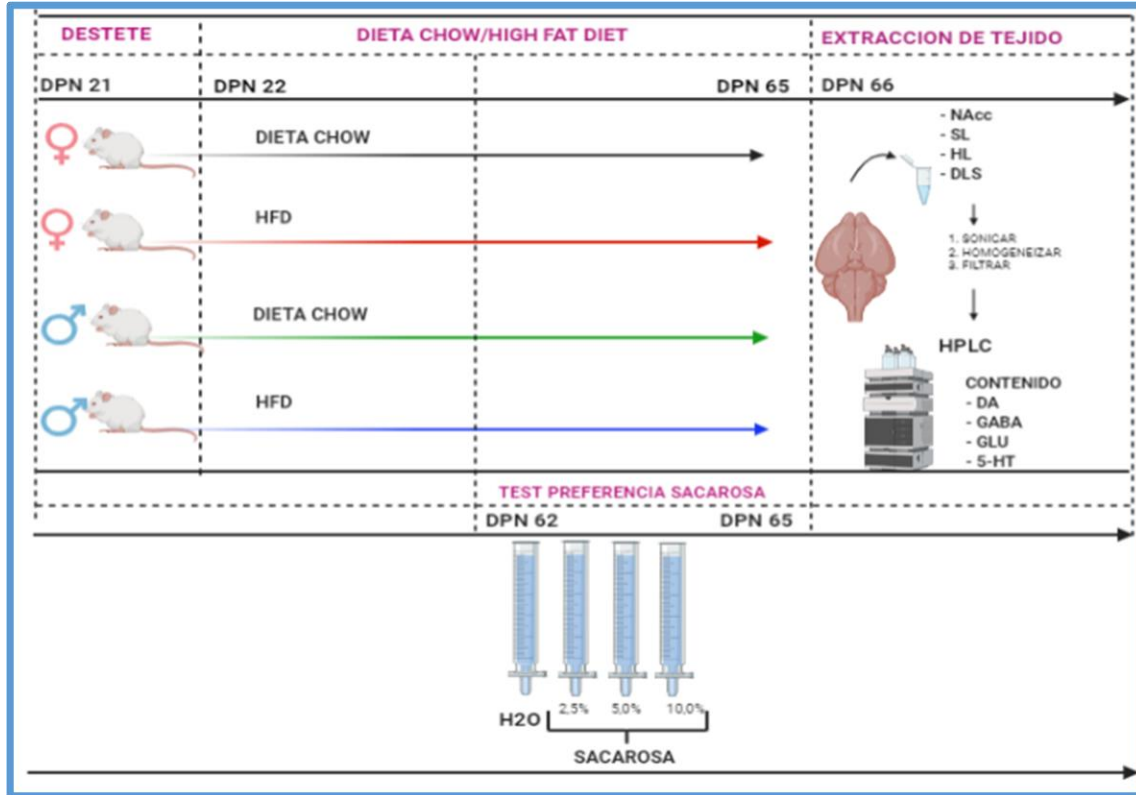 DESTETE
DIETA CHOW/HIGH FAT DIET
EXTRACCION DE TEJIDO
DPN 21
DPN 22
DPN 65
DPN 66
DIETA CHOW
HFD
DIETA CHOW
HFD
- NAcc
- SL
- HL
- DLS
1. SONICAR
2. HOMOGENEIZAR
3. FILTRAR
HPLC
CONTENIDO
- DA
- GABA
- GLU
- 5-HT
TEST PREFERENCIA SACAROSA
DPN 62
DPN 65
H2O
2,5%
5,0%
10,0%
SACAROSA